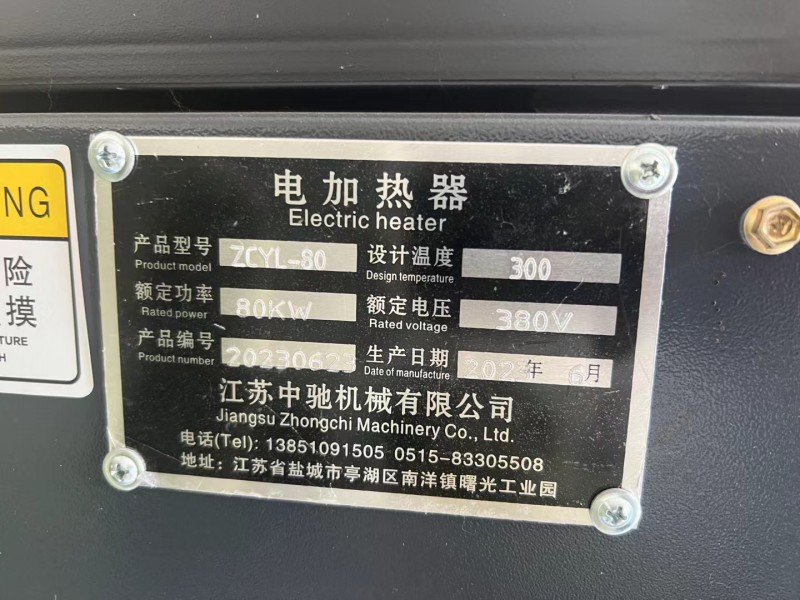 NG
险
摸
TURE
H
电加热器
Electric heater
产品型号 ZCYL-80 设计温度 300
Product model Design temperature
额定功率 80KW 额定电压 380V
Rated power Rated voltage
产品编号 生产日期 年 6月
Product number Date of manufacture
江苏中驰机械有限公司
Jiangsu Zhongchi Machinery Co., Ltd.
电话(Tel): 13851091505 0515-83305508
地址: 江苏省盐城市亭湖区南洋镇曙光工业园